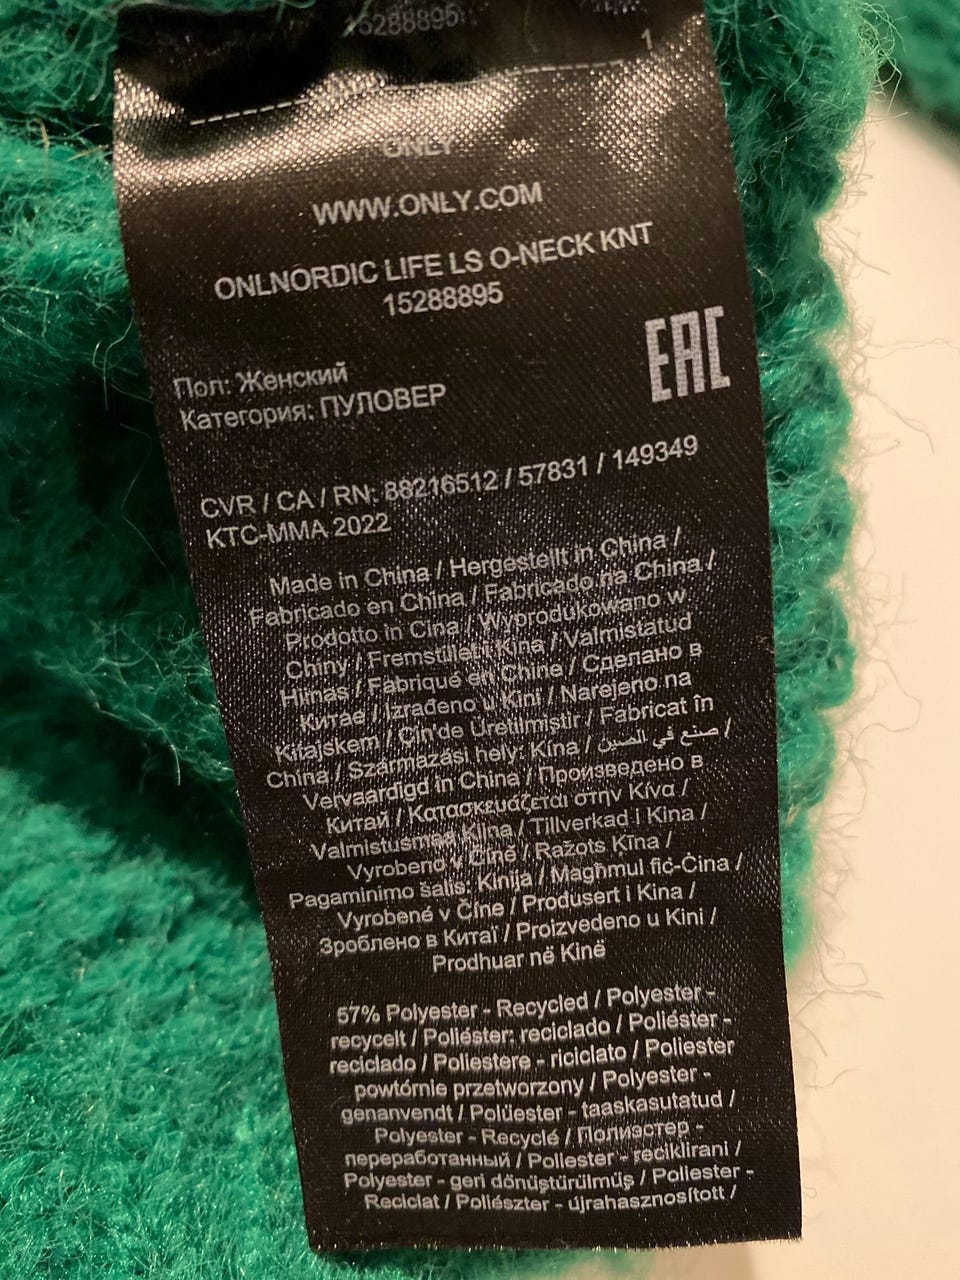 15288895
1
ONLY
WWW.ONLY.COM
ONLNORDIC LIFE LS O-NECK KNT
15288895
EAC
Пол: Женский
Категория: ПУЛОВЕР
CVR / CA / RN: 88216512 / 57831 / 149349
KTC-MMA 2022
Made in China / Hergestellt in China /
Fabricado en China / Fabricado na China /
Prodotto in Cina / Wyprodukowano w
Chiny / Fremstillet i Kina / Valmistatud
Hiinas / Fabriqué en Chine / Сделано в
Китае / Izrađeno u Kini / Narejeno na
Kitajskem / Çin'de Üretilmiştir / Fabricat în
China / Származási hely: Kína / صنع في الصين /
Vervaardigd in China / Произведено в
Китай / Κατασκευάζεται στην Κίνα /
Valmistusmaa Kiina / Tillverkad i Kina /
Vyrobeno v Číně / Ražots Ķīna /
Pagaminimo šalis: Kinija / Magħmul fiċ-Ċina /
Vyrobené v Číne / Produsert i Kina /
Зроблено в Китаї / Proizvedeno u Kini /
Prodhuar në Kinë
57% Polyester - Recycled / Polyester -
recycelt / Poliéster: reciclado / Poliéster -
reciclado / Poliestere - riciclato / Poliester
powtórnie przetworzony / Polyester -
genanvendt / Polüester - taaskasutatud /
Polyester - Recyclé / Полиэстер -
переработанный / Poliester - reciklirani /
Polyester - geri dönüştürülmüş / Poliester -
Reciclat / Poliészter - újrahasznosított /